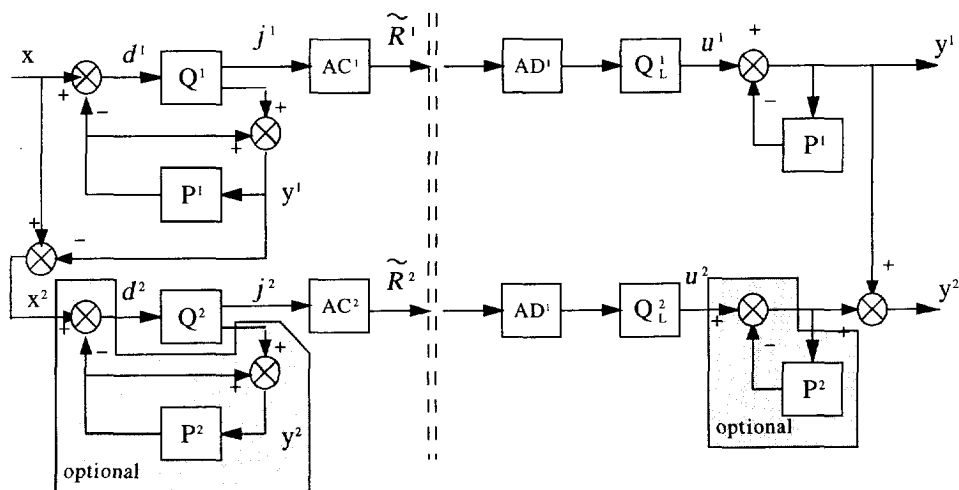 x
+
−
d¹
Q¹
j¹
AC¹
R̃¹
+
+
−
P¹
y¹
+
−
x²
+
−
d²
Q²
j²
AC²
R̃²
+
+
P²
y²
optional
AD¹
Q¹L
u¹
+
−
P¹
y¹
AD¹
Q²L
u²
+
−
P²
+
+
y²
optional